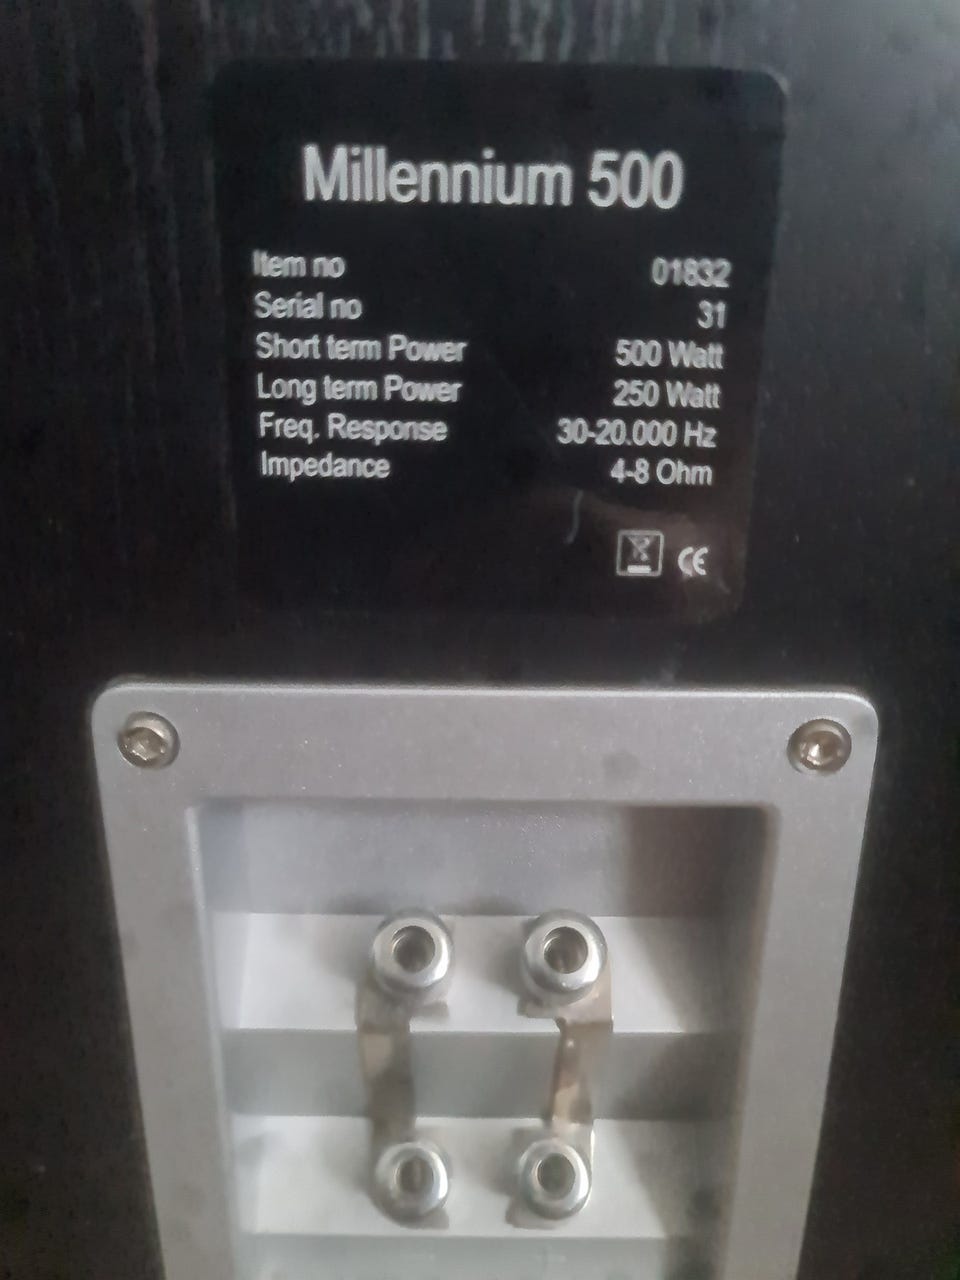 Millennium 500
Item no 01832
Serial no 31
Short term Power 500 Watt
Long term Power 250 Watt
Freq. Response 30-20.000 Hz
Impedance 4-8 Ohm
CE